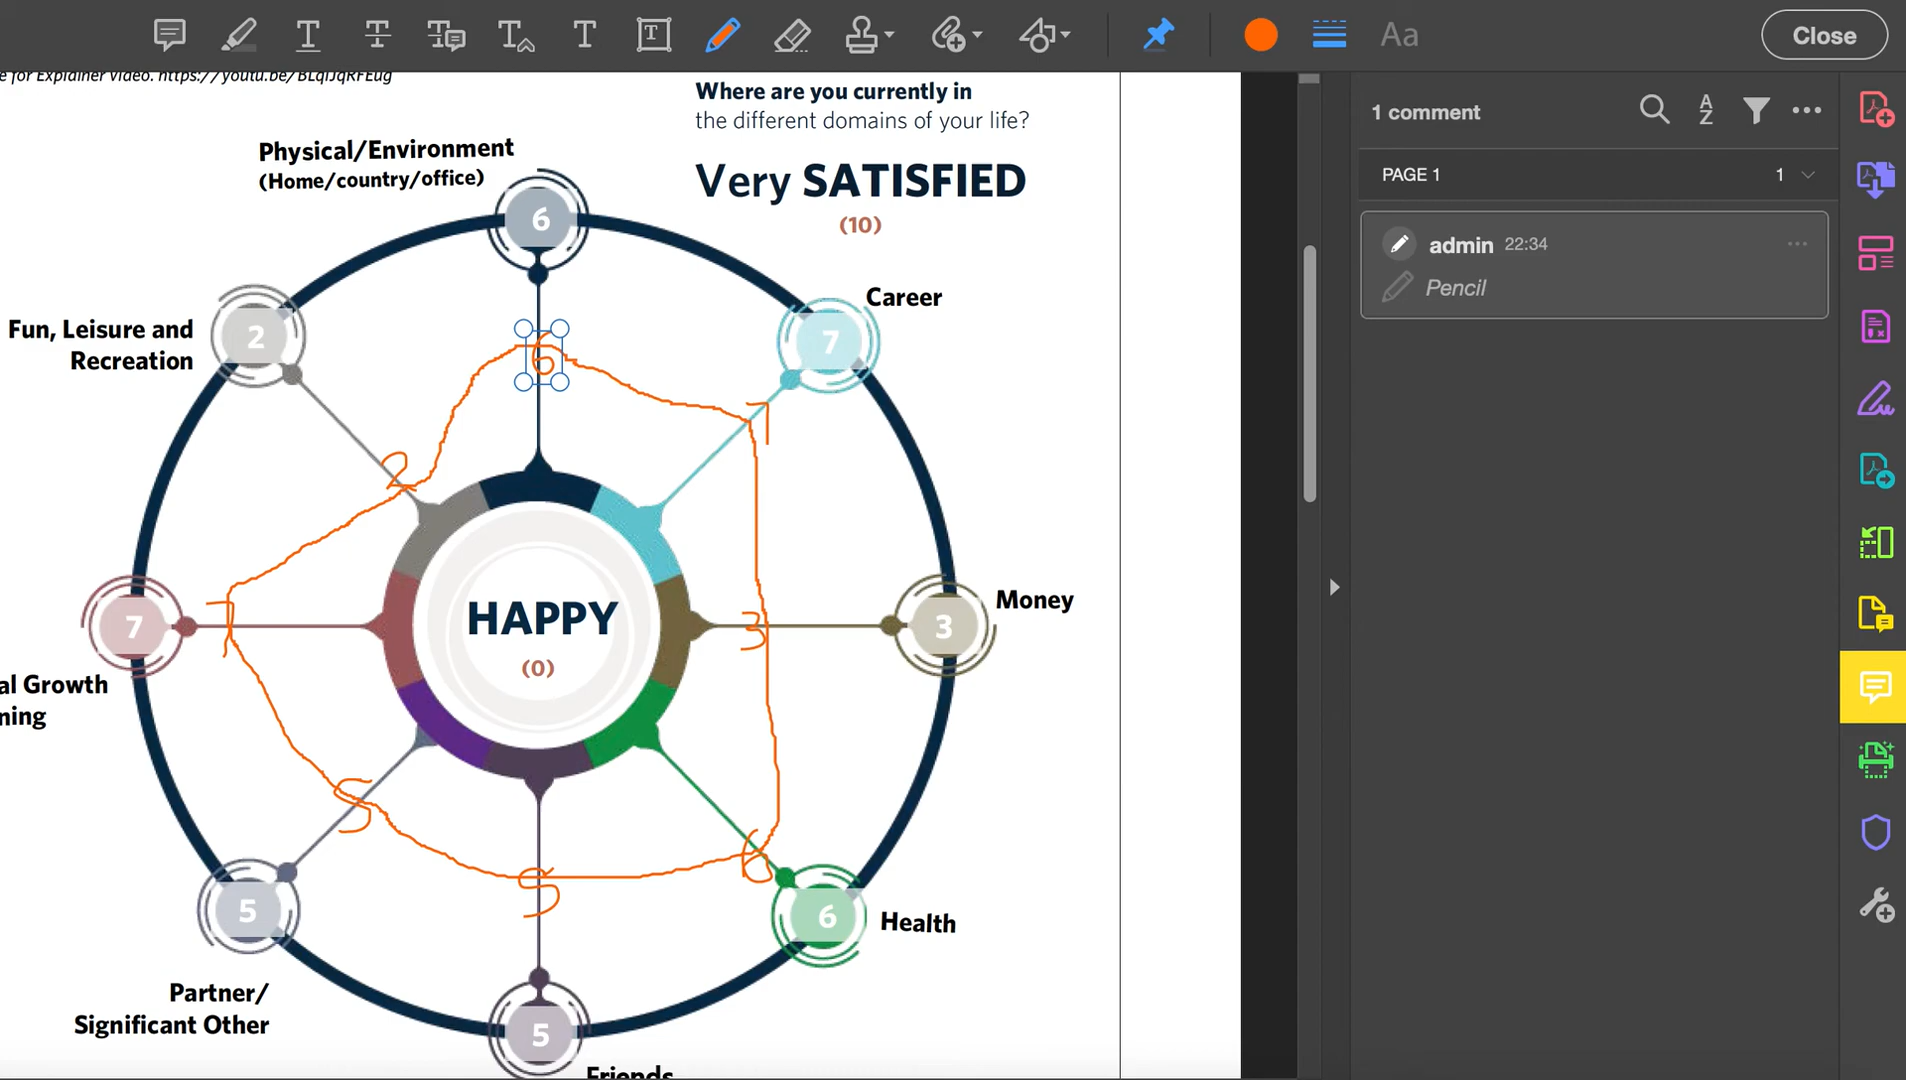 Aa
Close
e for Explainer video. https://youtu.be/BLqIJqRFEug
Where are you currently in
the different domains of your life?
Very SATISFIED
(10)
1 comment
PAGE 1
1
admin 22:34
Pencil
Physical/Environment
(Home/country/office)
6
Career
7
Fun, Leisure and
Recreation
2
6
7
2
Money
3
3
7
7
HAPPY
(0)
al Growth
ning
5
5
6
Health
6
5
Partner/
Significant Other
5
Friends